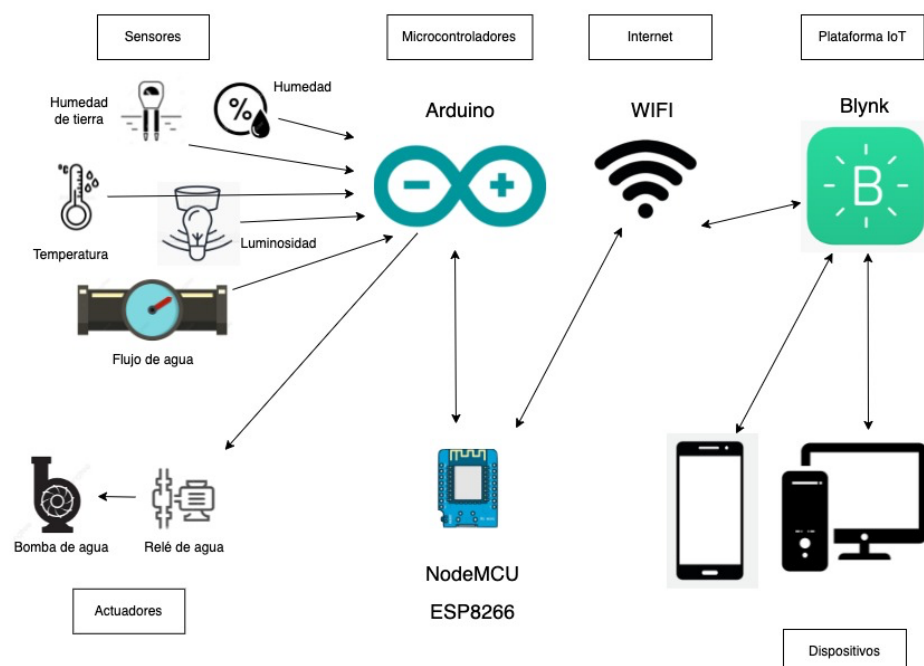 Sensores
Microcontroladores
Internet
Plataforma IoT
Humedad
de tierra
%
Humedad
Arduino
WIFI
Blynk
B
°C
Temperatura
Luminosidad
Flujo de agua
Bomba de agua
Relé de agua
NodeMCU
ESP8266
Actuadores
Dispositivos